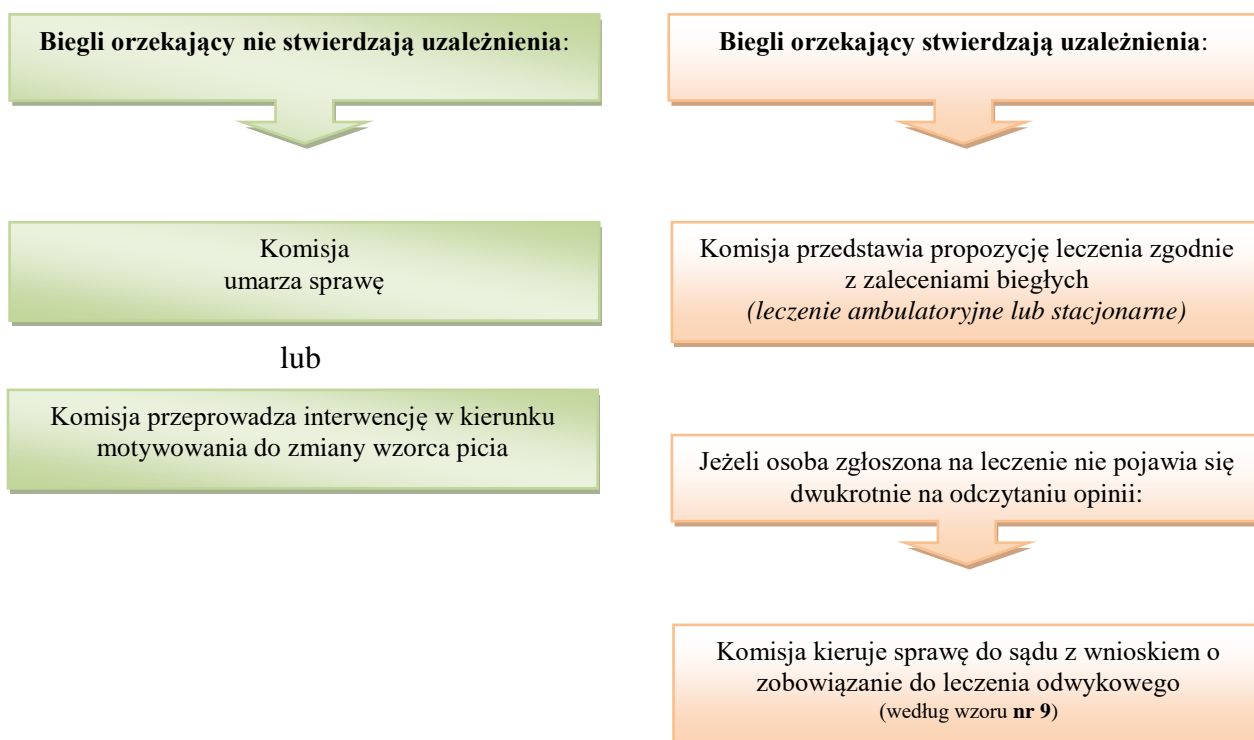 Biegli orzekający nie stwierdzają uzależnienia:
Komisja
umarza sprawę
lub
Komisja przeprowadza interwencję w kierunku
motywowania do zmiany wzorca picia
Biegli orzekający stwierdzają uzależnienia:
Komisja przedstawia propozycję leczenia zgodnie
z zaleceniami biegłych
(leczenie ambulatoryjne lub stacjonarne)
Jeżeli osoba zgłoszona na leczenie nie pojawia się
dwukrotnie na odczytaniu opinii:
Komisja kieruje sprawę do sądu z wnioskiem o
zobowiązanie do leczenia odwykowego
(według wzoru nr 9)